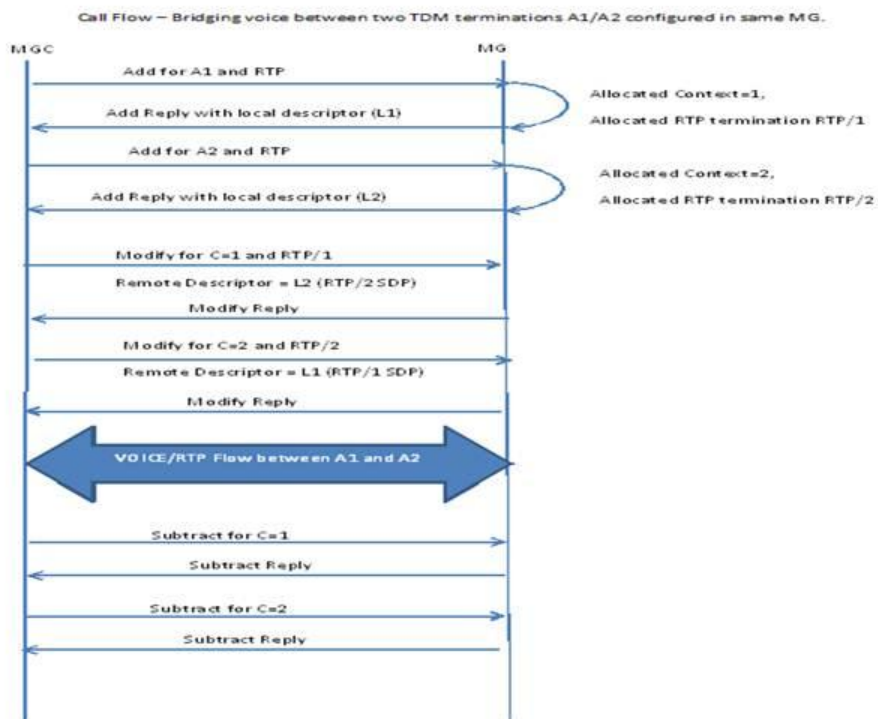 Call Flow – Bridging voice between two TDM terminations A1/A2 configured in same MG.
MGC
MG
Add for A1 and RTP
Allocated Context=1,
Add Reply with local descriptor (L1)
Allocated RTP termination RTP/1
Add for A2 and RTP
Allocated Context=2,
Add Reply with local descriptor (L2)
Allocated RTP termination RTP/2
Modify for C=1 and RTP/1
Remote Descriptor = L2 (RTP/2 SDP)
Modify Reply
Modify for C=2 and RTP/2
Remote Descriptor = L1 (RTP/1 SDP)
Modify Reply
VOICE/RTP Flow between A1 and A2
Subtract for C=1
Subtract Reply
Subtract for C=2
Subtract Reply